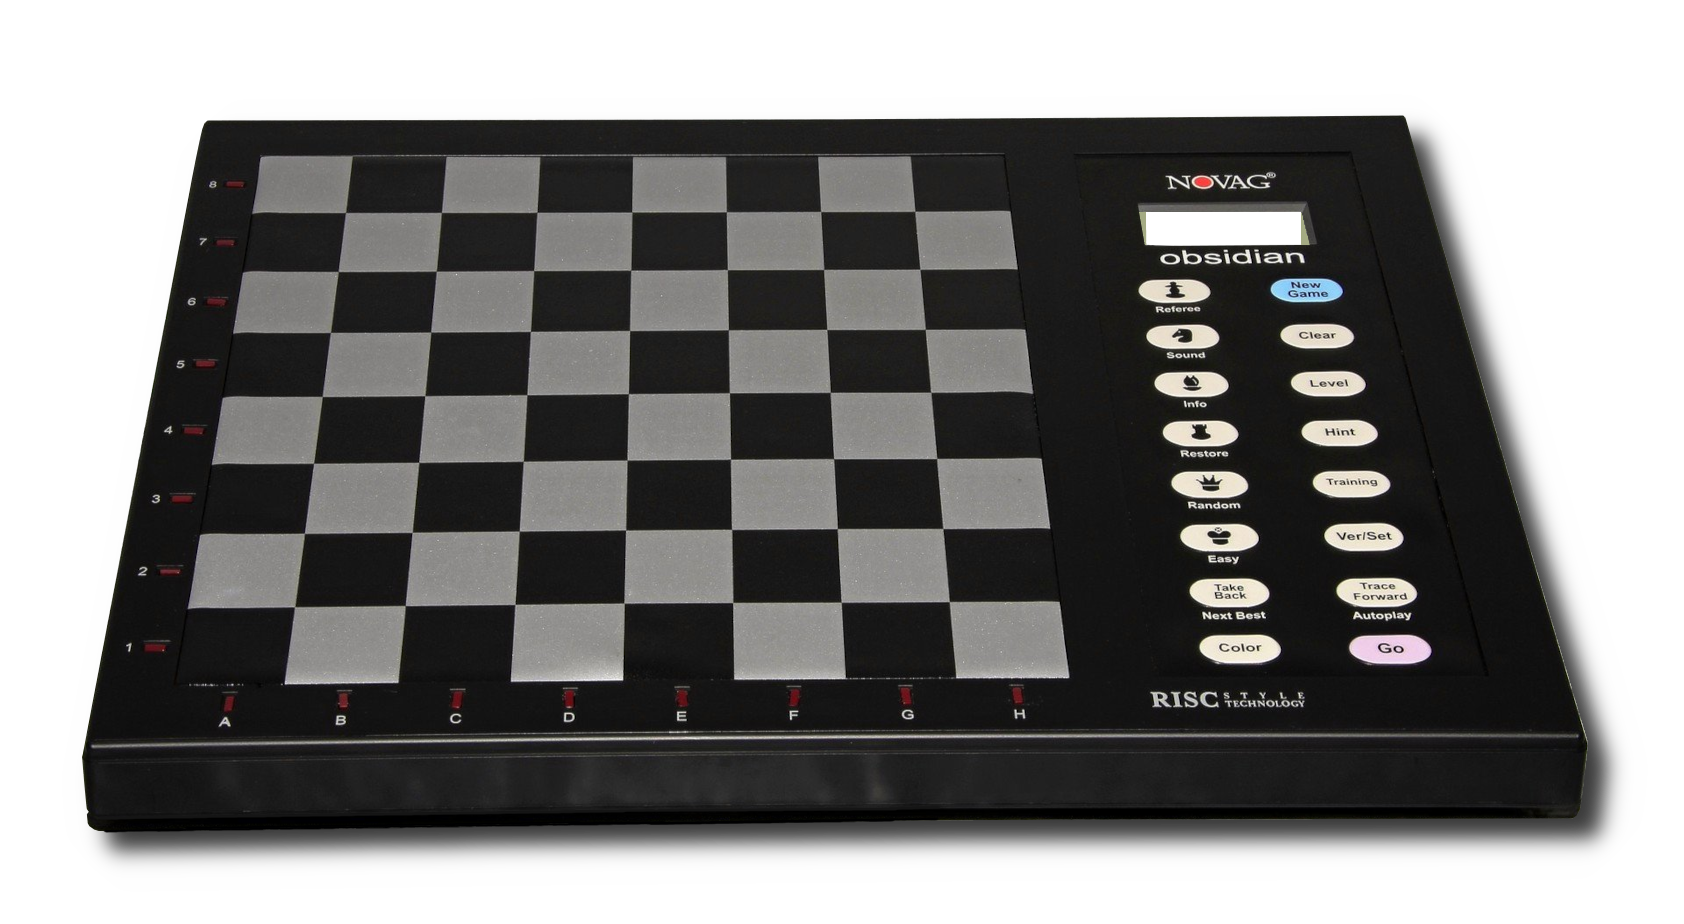 NOVAG®
obsidian
Referee
New
Game
Sound
Clear
Info
Level
Restore
Hint
Random
Training
Easy
Ver/Set
Take
Back
Next Best
Trace
Forward
Autoplay
Color
Go
RISC STYLE
TECHNOLOGY
8
7
6
5
4
3
2
1
A B C D E F G H